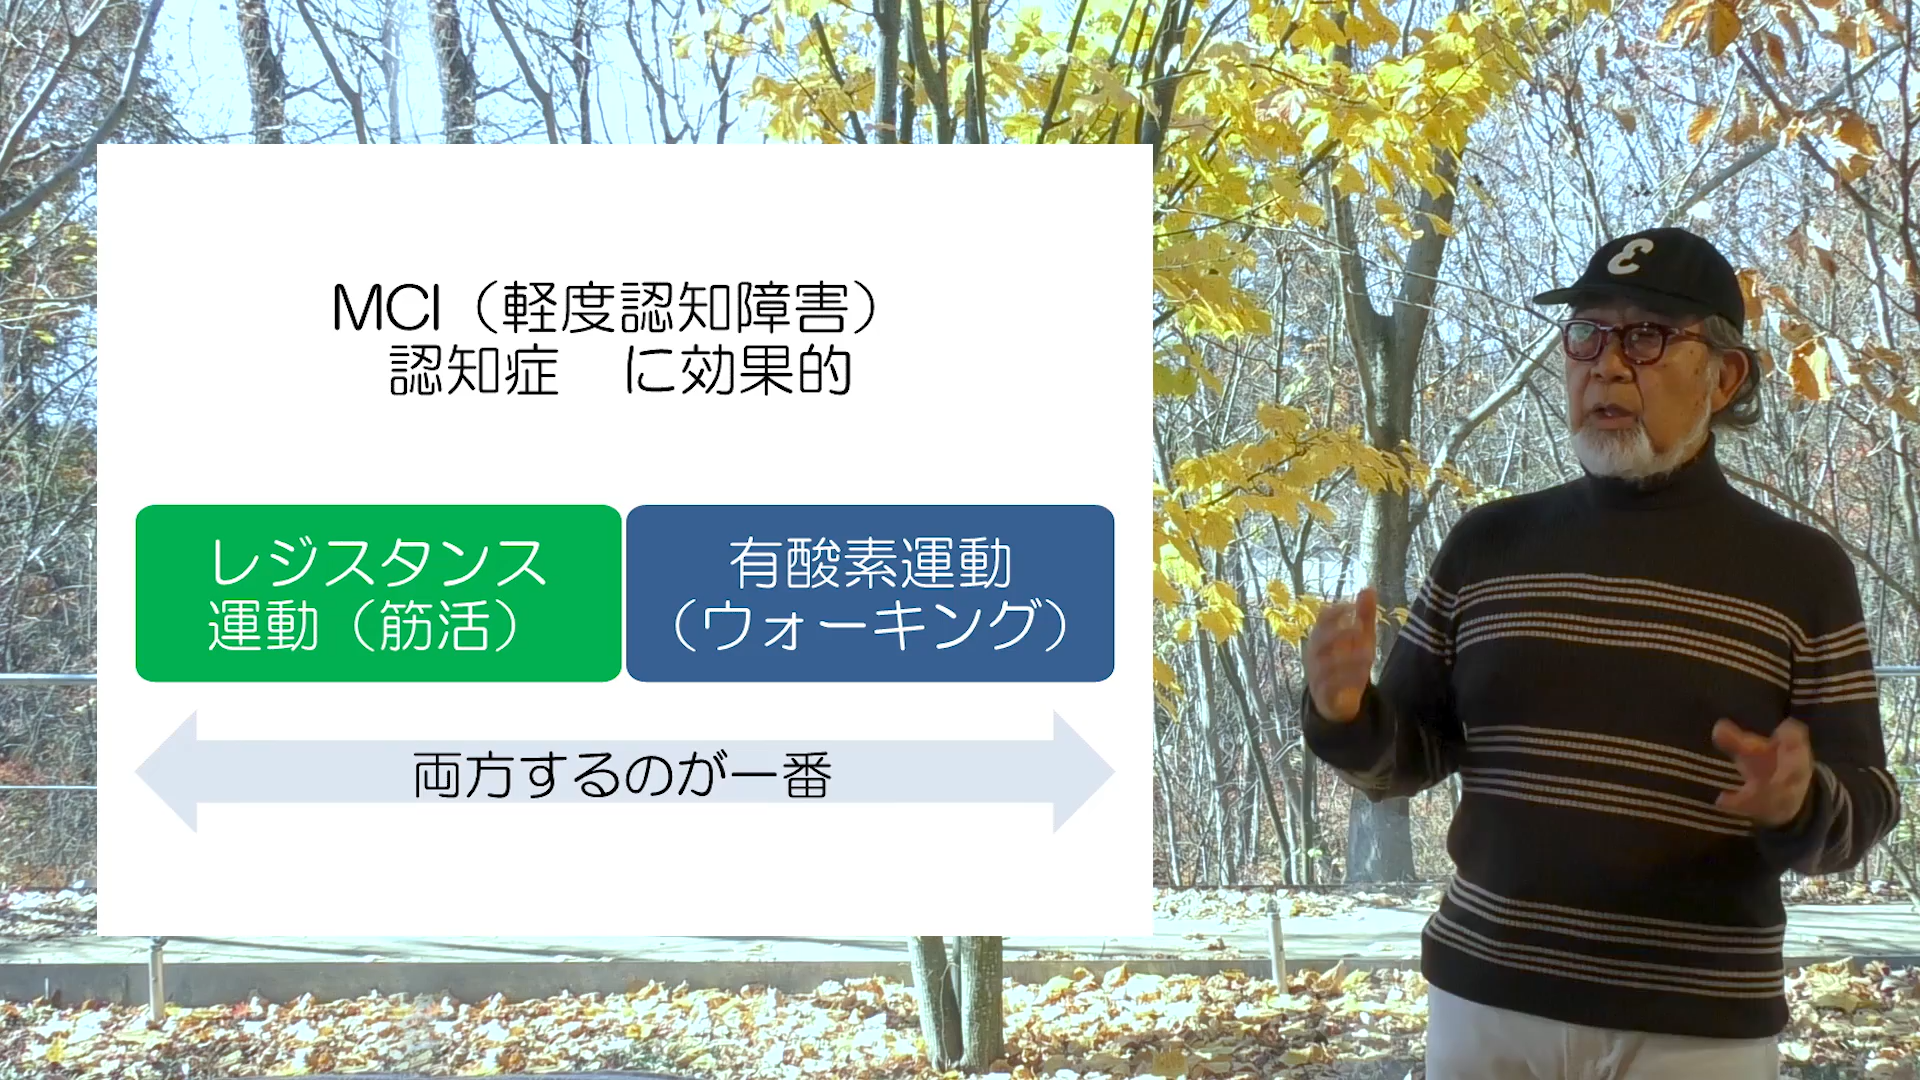 MCI（軽度認知障害）
認知症　に効果的
レジスタンス
運動（筋活）
有酸素運動
（ウォーキング）
両方するのが一番
Ɛ